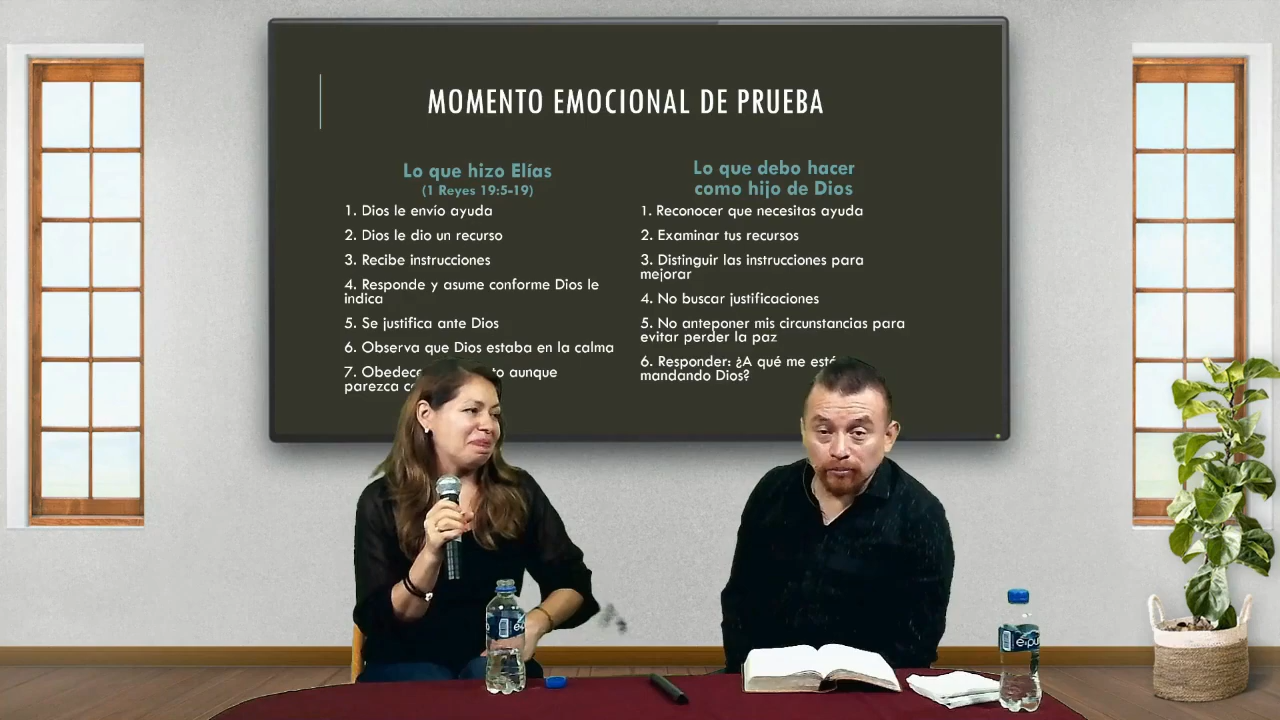 MOMENTO EMOCIONAL DE PRUEBA
Lo que hizo Elías
(1 Reyes 19:5-19)
1. Dios le envío ayuda
2. Dios le dio un recurso
3. Recibe instrucciones
4. Responde y asume conforme Dios le
indica
5. Se justifica ante Dios
6. Observa que Dios estaba en la calma
7. aunque
parezca
Lo que debo hacer
como hijo de Dios
1. Reconocer que necesitas ayuda
2. Examinar tus recursos
3. Distinguir las instrucciones para
mejorar
4. No buscar justificaciones
5. No anteponer mis circunstancias para
evitar perder la paz
6. Responder: ¿A qué me
mandando Dios?